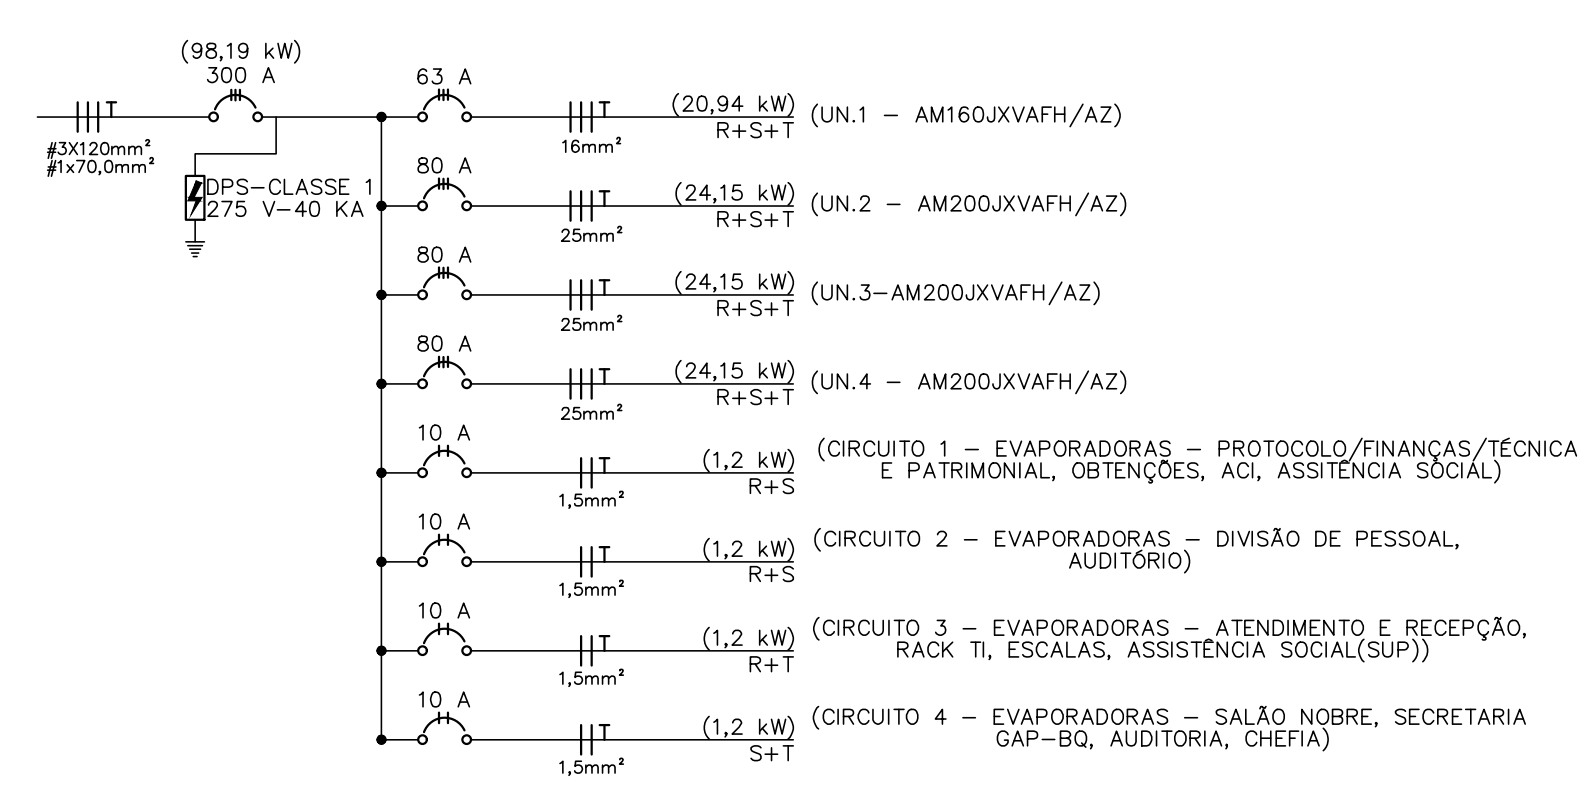 (98,19 kW)
300 A
T
#3X120mm²
#1x70,0mm²
DPS-CLASSE 1
275 V-40 KA
63 A
T
16mm²
(20,94 kW)
R+S+T
(UN.1 - AM160JXVAFH/AZ)
80 A
T
25mm²
(24,15 kW)
R+S+T
(UN.2 - AM200JXVAFH/AZ)
80 A
T
25mm²
(24,15 kW)
R+S+T
(UN.3-AM200JXVAFH/AZ)
80 A
T
25mm²
(24,15 kW)
R+S+T
(UN.4 - AM200JXVAFH/AZ)
10 A
T
1,5mm²
(1,2 kW)
R+S
(CIRCUITO 1 - EVAPORADORAS - PROTOCOLO/FINANÇAS/TÉCNICA
E PATRIMONIAL, OBTENÇÕES, ACI, ASSITÊNCIA SOCIAL)
10 A
T
1,5mm²
(1,2 kW)
R+S
(CIRCUITO 2 - EVAPORADORAS - DIVISÃO DE PESSOAL,
AUDITÓRIO)
10 A
T
1,5mm²
(1,2 kW)
R+T
(CIRCUITO 3 - EVAPORADORAS - ATENDIMENTO E RECEPÇÃO,
RACK TI, ESCALAS, ASSISTÊNCIA SOCIAL(SUP))
10 A
T
1,5mm²
(1,2 kW)
S+T
(CIRCUITO 4 - EVAPORADORAS - SALÃO NOBRE, SECRETARIA
GAP-BQ, AUDITORIA, CHEFIA)